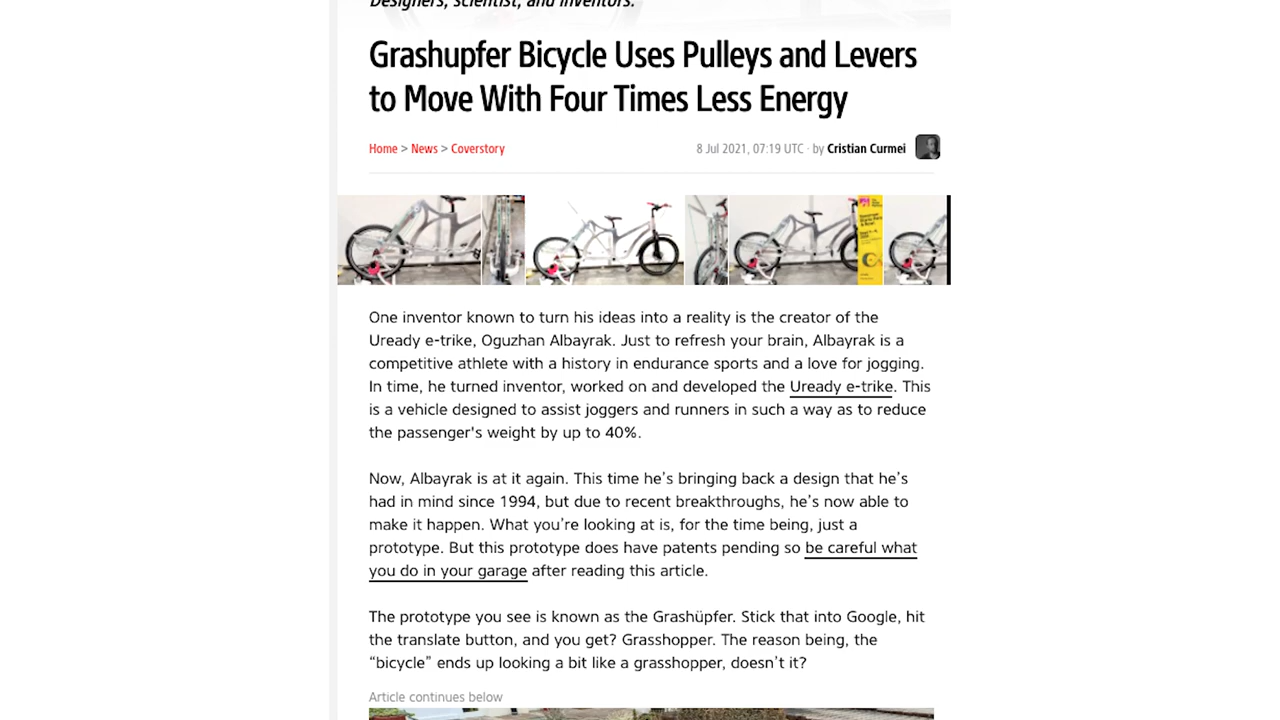 Designers, scientist, and inventors.
Grashupfer Bicycle Uses Pulleys and Levers
to Move With Four Times Less Energy
Home > News > Coverstory
8 Jul 2021, 07:19 UTC · by Cristian Curmei
One inventor known to turn his ideas into a reality is the creator of the
Uready e-trike, Oguzhan Albayrak. Just to refresh your brain, Albayrak is a
competitive athlete with a history in endurance sports and a love for jogging.
In time, he turned inventor, worked on and developed the Uready e-trike. This
is a vehicle designed to assist joggers and runners in such a way as to reduce
the passenger's weight by up to 40%.
Now, Albayrak is at it again. This time he’s bringing back a design that he’s
had in mind since 1994, but due to recent breakthroughs, he’s now able to
make it happen. What you’re looking at is, for the time being, just a
prototype. But this prototype does have patents pending so be careful what
you do in your garage after reading this article.
The prototype you see is known as the Grashüpfer. Stick that into Google, hit
the translate button, and you get? Grasshopper. The reason being, the
“bicycle” ends up looking a bit like a grasshopper, doesn’t it?
Article continues below